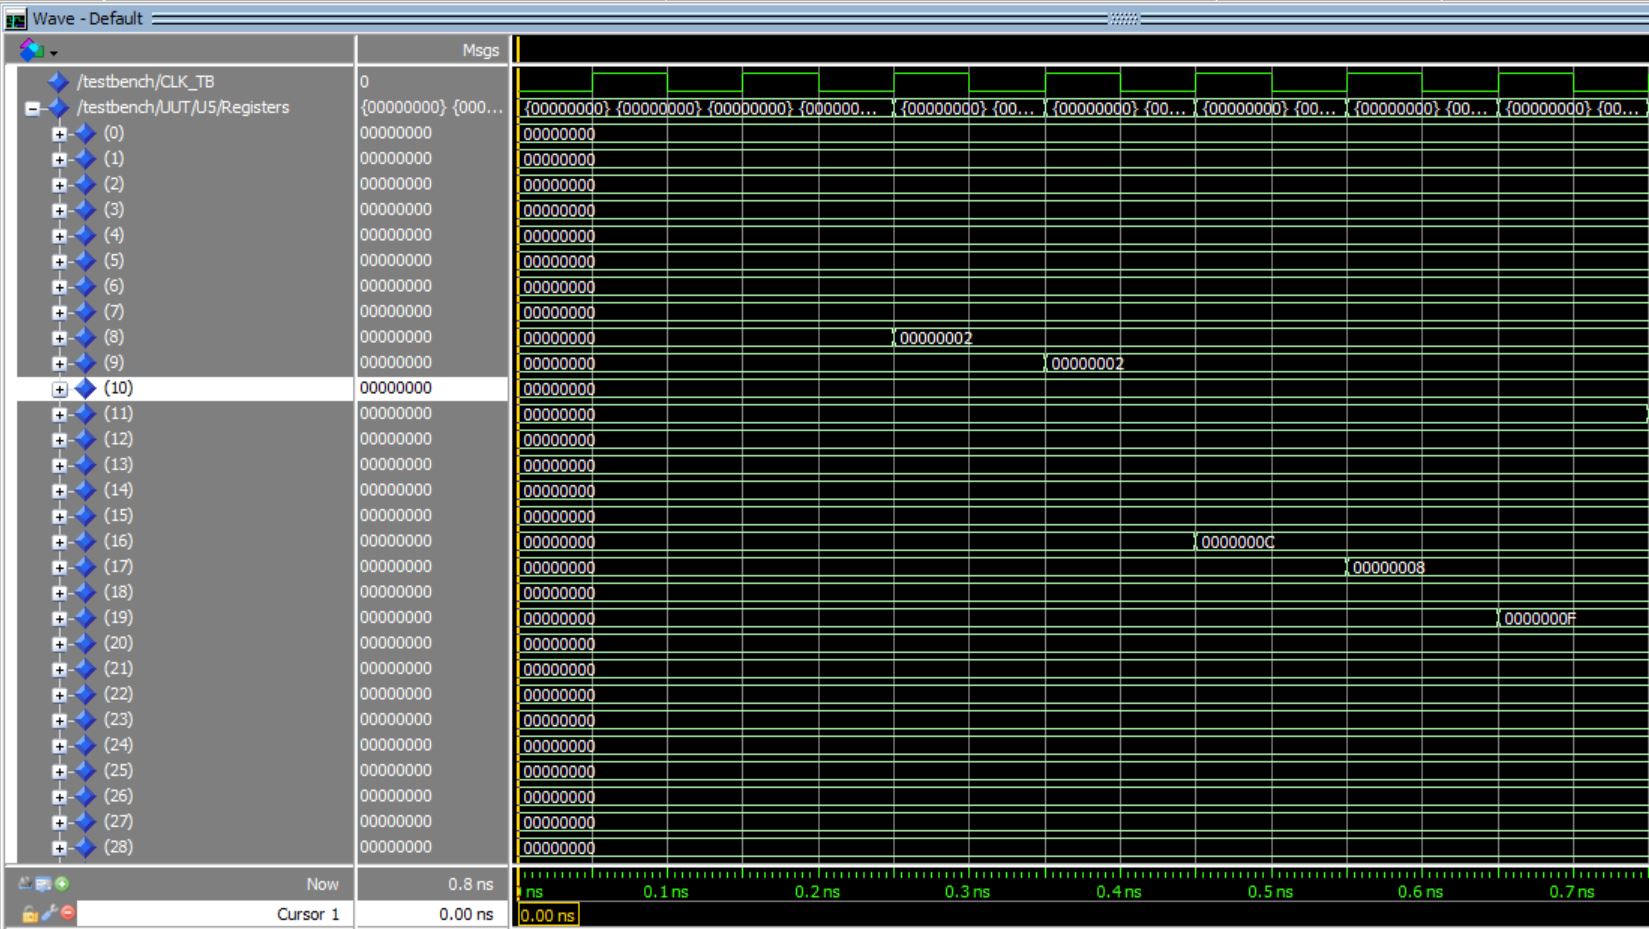 Wave - Default
Msgs
/testbench/CLK_TB 0
/testbench/UUT/U5/Registers {00000000} {000... {00000000} {00000000} {00000000} {000000... {00000000} {00... {00000000} {00... {00000000} {00... {00000000} {00... {00000000} {00...
(0) 00000000 00000000
(1) 00000000 00000000
(2) 00000000 00000000
(3) 00000000 00000000
(4) 00000000 00000000
(5) 00000000 00000000
(6) 00000000 00000000
(7) 00000000 00000000
(8) 00000000 00000000 00000002
(9) 00000000 00000000 00000002
(10) 00000000 00000000
(11) 00000000 00000000
(12) 00000000 00000000
(13) 00000000 00000000
(14) 00000000 00000000
(15) 00000000 00000000
(16) 00000000 00000000 0000000C
(17) 00000000 00000000 00000008
(18) 00000000 00000000
(19) 00000000 00000000 0000000F
(20) 00000000 00000000
(21) 00000000 00000000
(22) 00000000 00000000
(23) 00000000 00000000
(24) 00000000 00000000
(25) 00000000 00000000
(26) 00000000 00000000
(27) 00000000 00000000
(28) 00000000 00000000
Now 0.8 ns ns 0.1 ns 0.2 ns 0.3 ns 0.4 ns 0.5 ns 0.6 ns 0.7 ns
Cursor 1 0.00 ns 0.00 ns